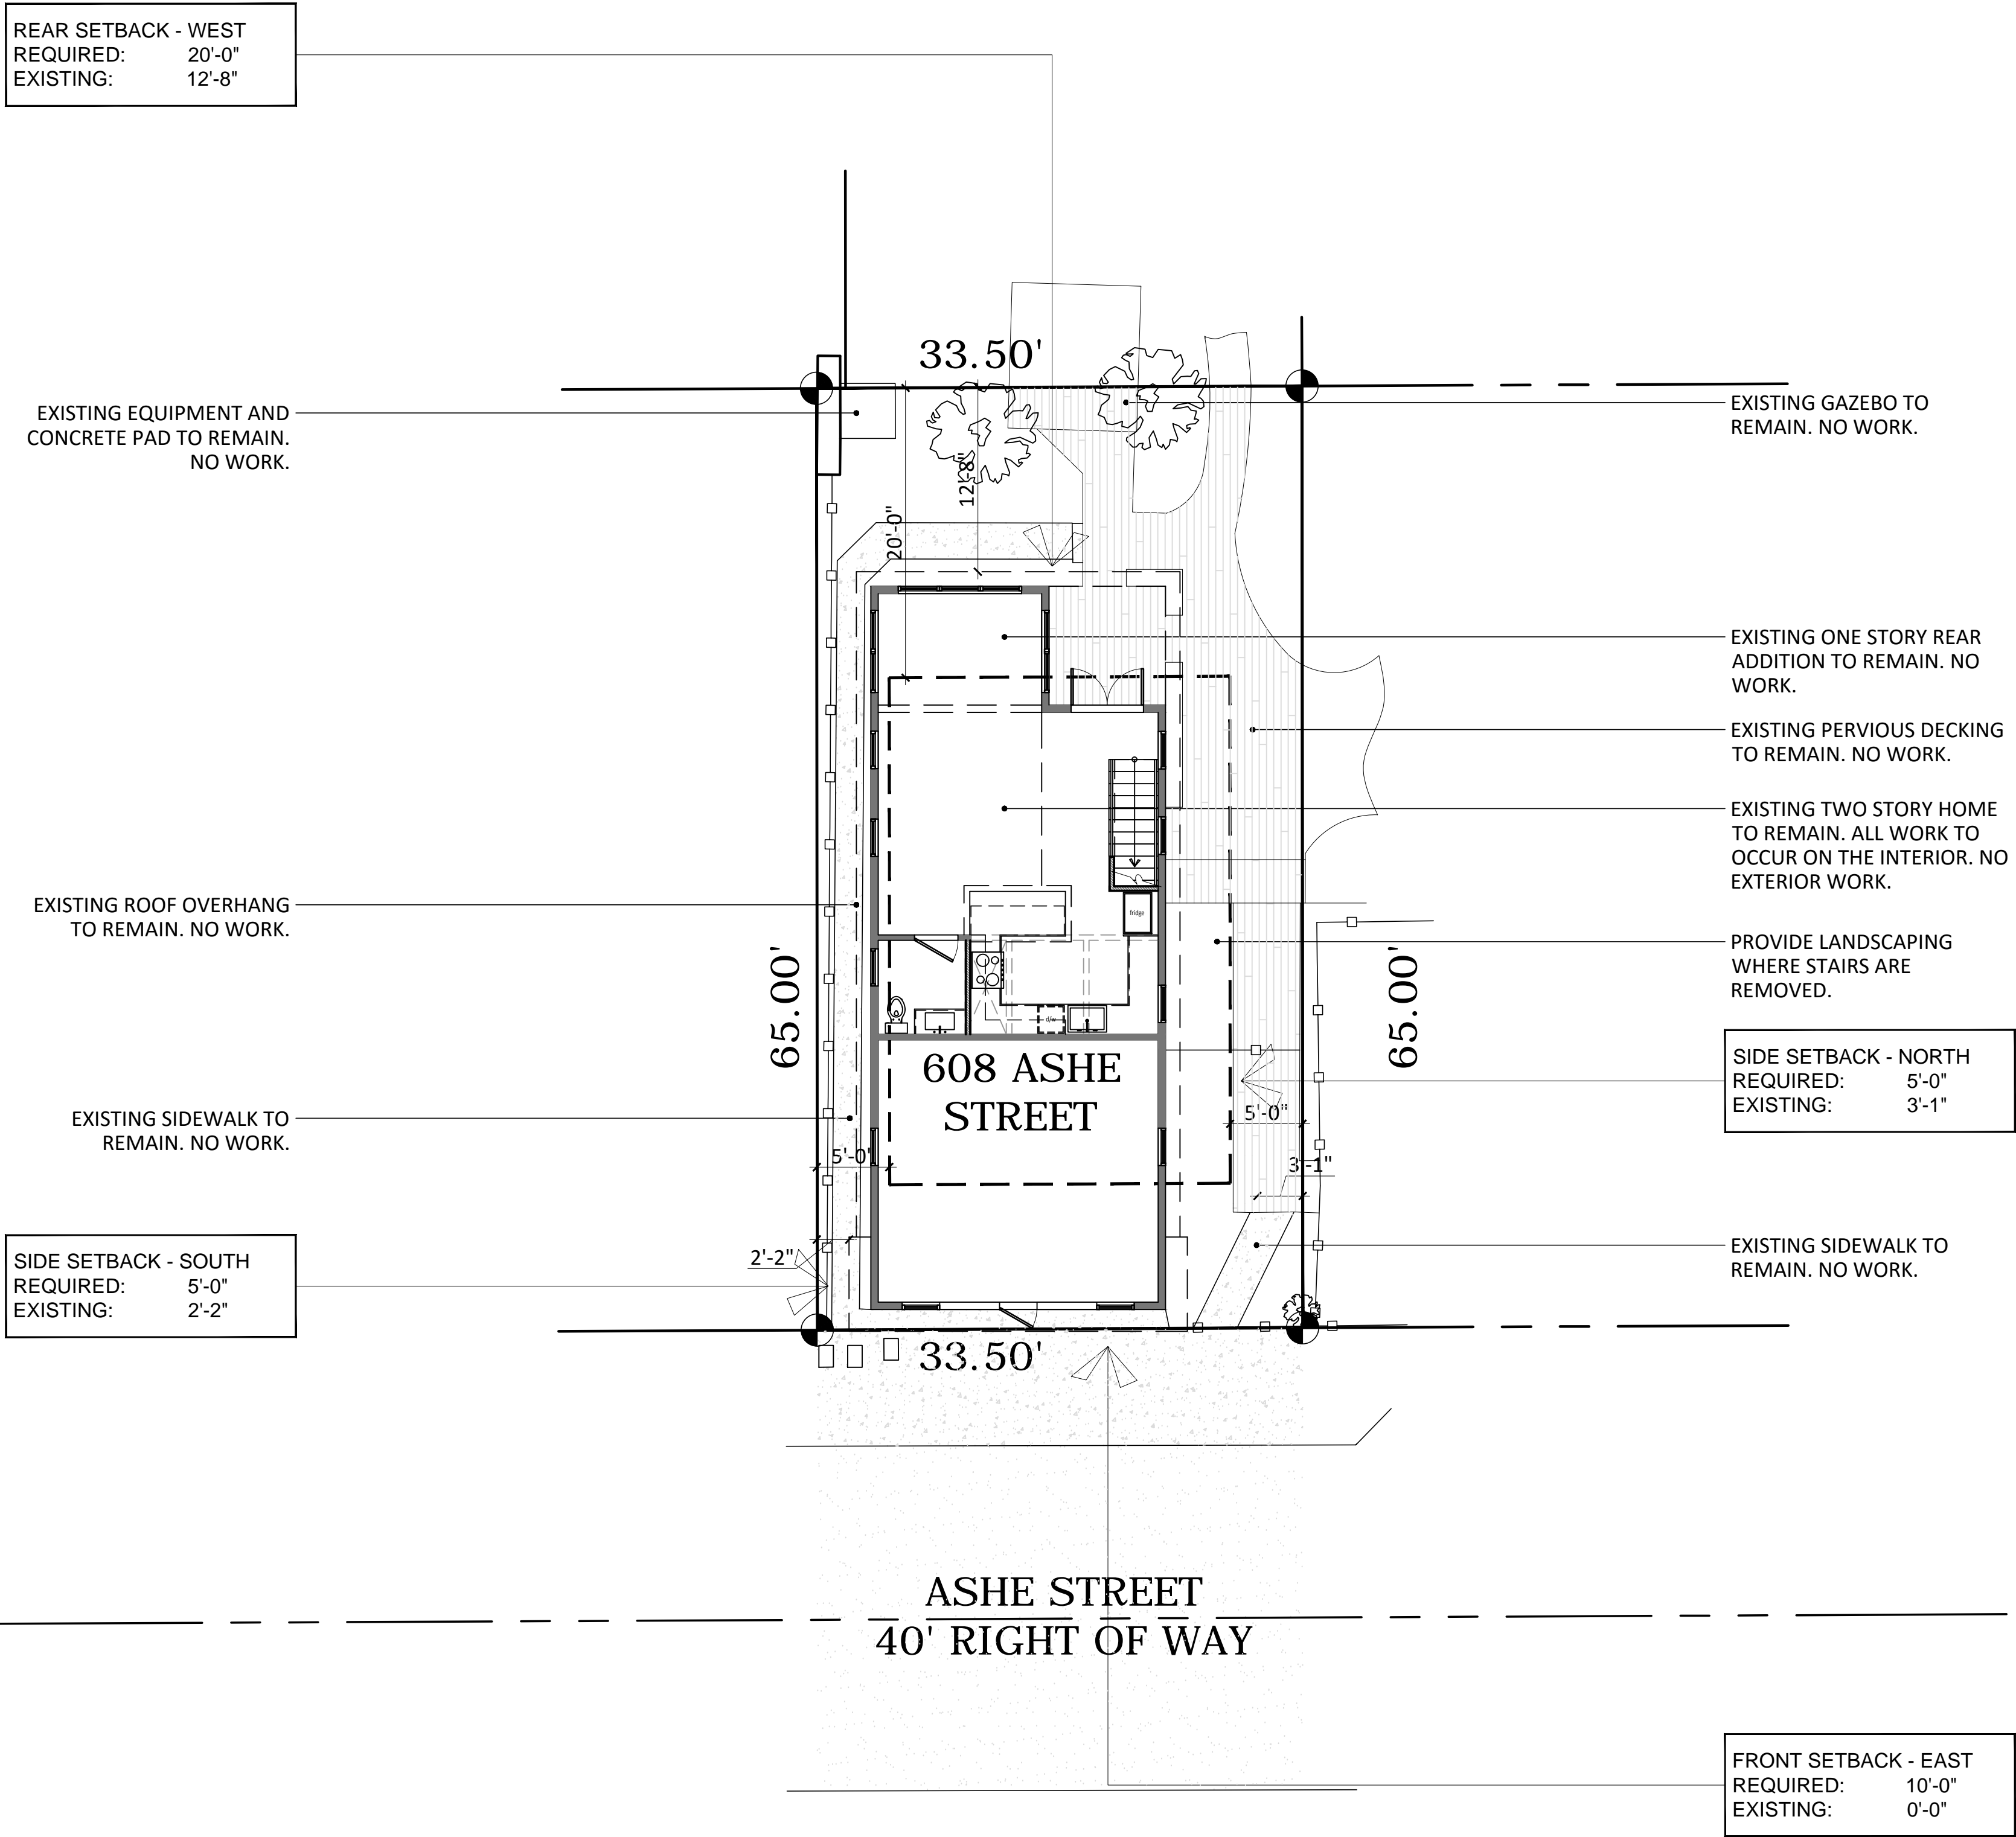 REAR SETBACK - WEST
REQUIRED: 20'-0"
EXISTING: 12'-8"
33.50'
EXISTING EQUIPMENT AND
CONCRETE PAD TO REMAIN.
NO WORK.
EXISTING GAZEBO TO
REMAIN. NO WORK.
12'-8"
20'-0"
EXISTING ONE STORY REAR
ADDITION TO REMAIN. NO
WORK.
EXISTING PERVIOUS DECKING
TO REMAIN. NO WORK.
EXISTING TWO STORY HOME
TO REMAIN. ALL WORK TO
OCCUR ON THE INTERIOR. NO
EXTERIOR WORK.
EXISTING ROOF OVERHANG
TO REMAIN. NO WORK.
fridge
PROVIDE LANDSCAPING
WHERE STAIRS ARE
REMOVED.
65.00'
65.00'
d/w
608 ASHE
STREET
SIDE SETBACK - NORTH
REQUIRED: 5'-0"
EXISTING: 3'-1"
EXISTING SIDEWALK TO
REMAIN. NO WORK.
5'-0"
5'-0"
3'-1"
SIDE SETBACK - SOUTH
REQUIRED: 5'-0"
EXISTING: 2'-2"
2'-2"
EXISTING SIDEWALK TO
REMAIN. NO WORK.
33.50'
ASHE STREET
40' RIGHT OF WAY
FRONT SETBACK - EAST
REQUIRED: 10'-0"
EXISTING: 0'-0"